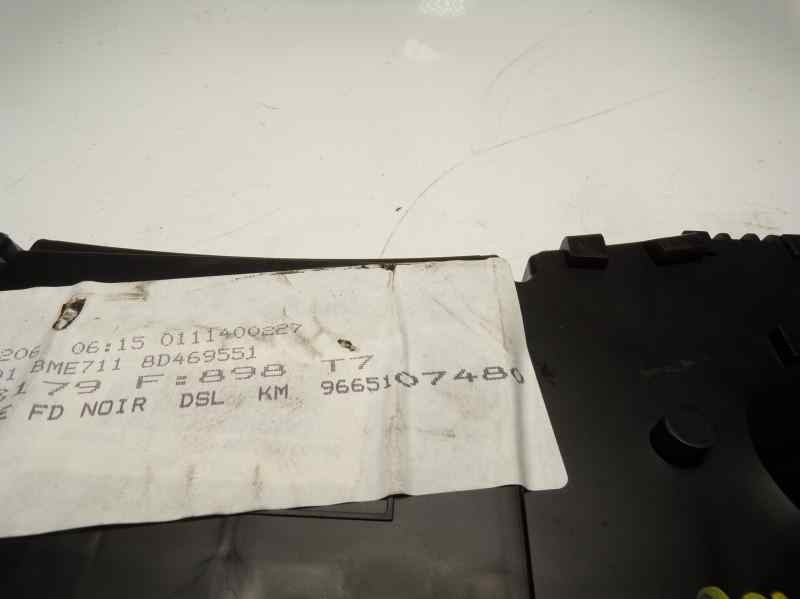 206 06:15 0111400227
BME711 8D469551
179 F:898 T7
FD NOIR DSL KM 9665107480